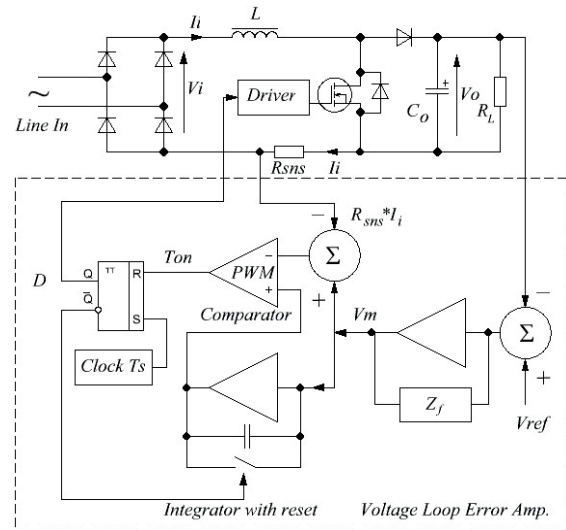 Ii
L
Vi
Driver
Co
+
Vo
RL
~
Line In
Rsns
Ii
Rsns*Ii
−
Σ
+
D
Ton
Q
Q̅
TT
R
S
PWM
−
+
Comparator
Vm
Clock Ts
Zf
−
Σ
+
Vref
Integrator with reset
Voltage Loop Error Amp.